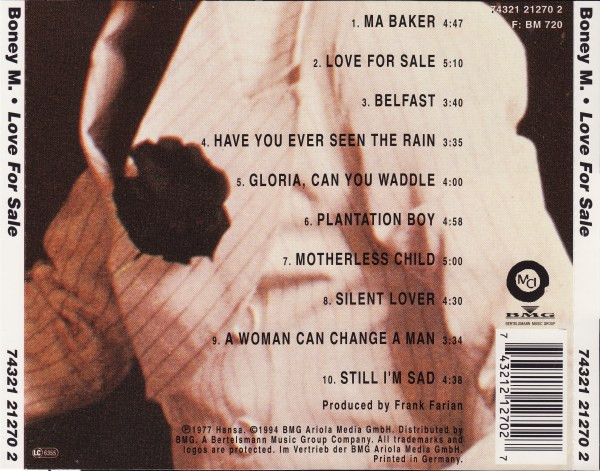 Boney M. • Love For Sale
74321 21270 2
74321 21270 2
F: BM 720
1. MA BAKER 4:47
2. LOVE FOR SALE 5:10
3. BELFAST 3:40
4. HAVE YOU EVER SEEN THE RAIN 3:35
5. GLORIA, CAN YOU WADDLE 4:00
6. PLANTATION BOY 4:58
7. MOTHERLESS CHILD 5:00
8. SILENT LOVER 4:30
9. A WOMAN CAN CHANGE A MAN 3:34
10. STILL I'M SAD 4:38
Produced by Frank Farian
℗1977 Hansa. ©1994 BMG Ariola Media GmbH. Distributed by
BMG. A Bertelsmann Music Group Company. All trademarks and
logos are protected. Im Vertrieb der BMG Ariola Media GmbH.
Printed in Germany.
MCI
BMG
BERTELSMANN MUSIC GROUP
7 43212 12702 7
LC 6355
Boney M. • Love For Sale
74321 21270 2